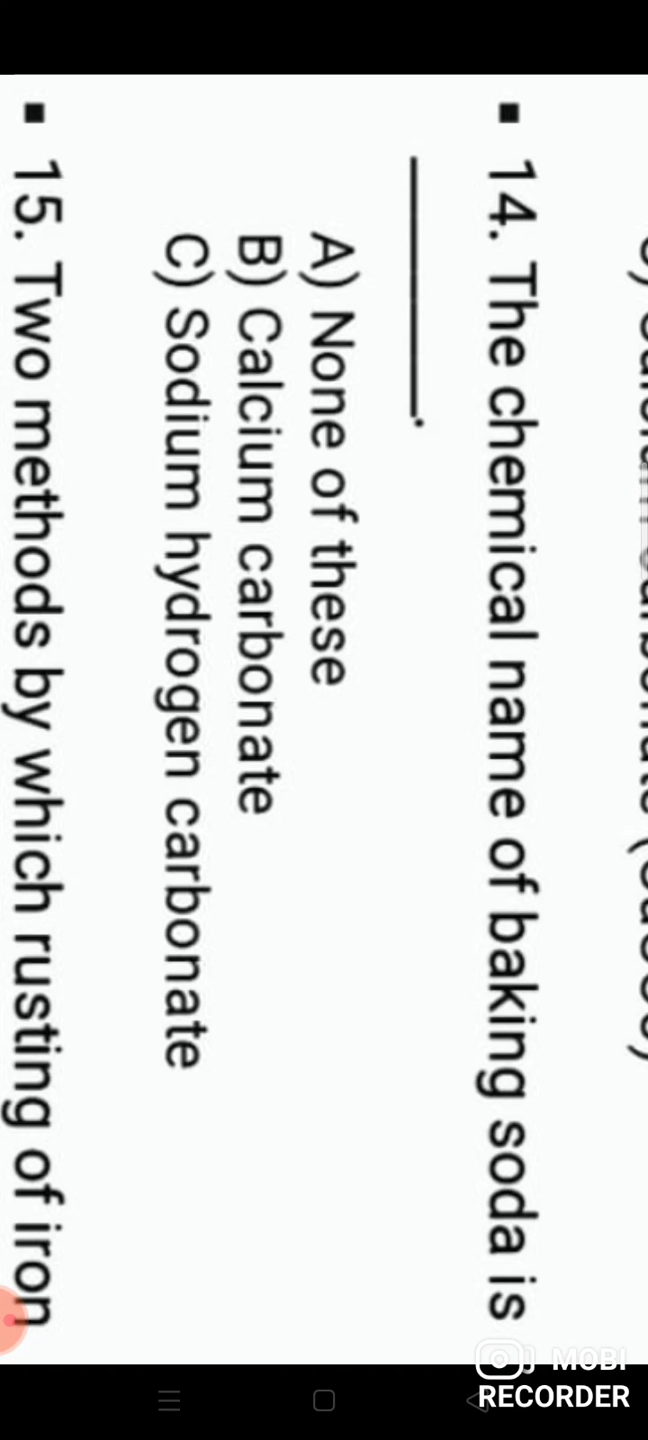 ■ 14. The chemical name of baking soda is
________.
A) None of these
B) Calcium carbonate
C) Sodium hydrogen carbonate
■ 15. Two methods by which rusting of iron
MOBI
RECORDER